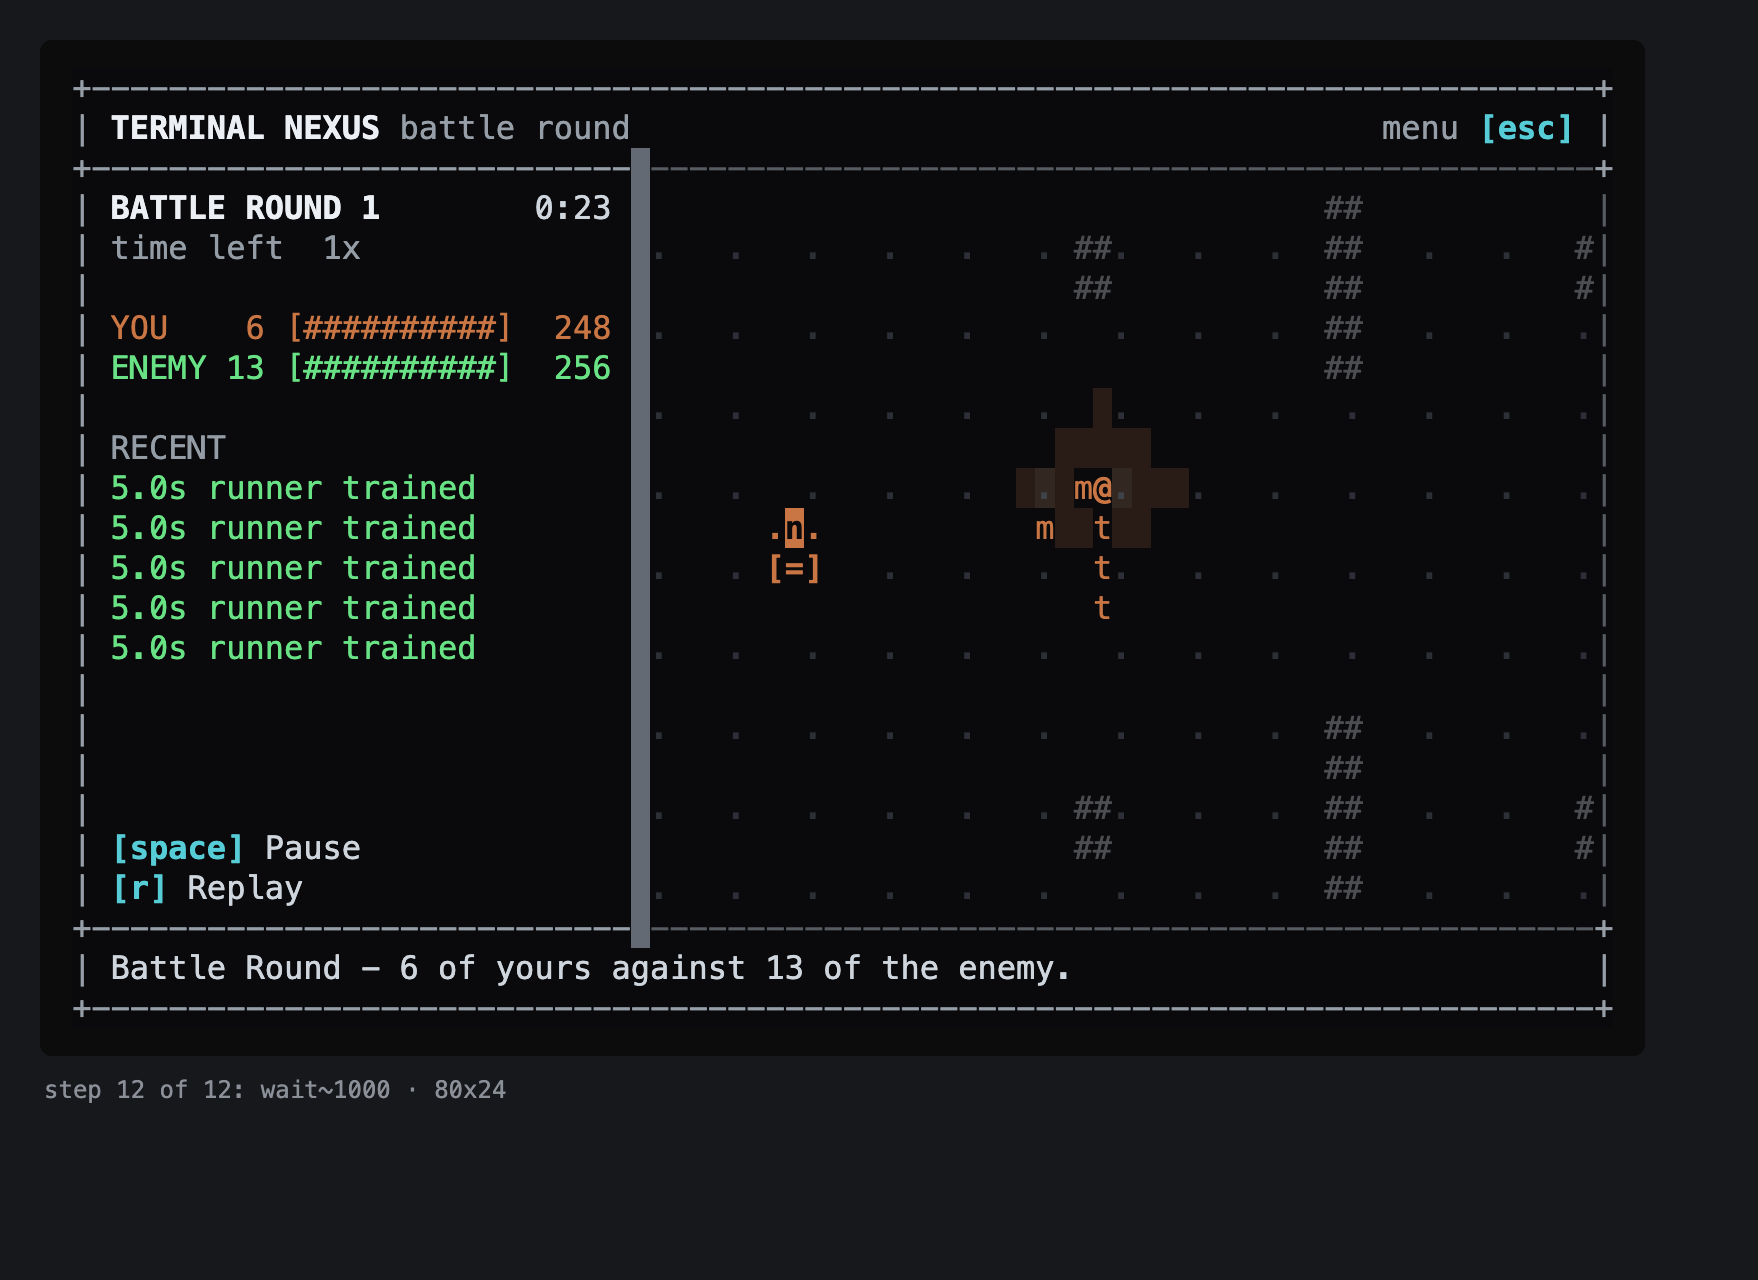 +-------------------------------------------------------------------------------+
| TERMINAL NEXUS battle round                                       menu [esc] |
+-------------------------------------------------------------------------------+
| BATTLE ROUND 1        0:23                                     ##            |
| time left  1x               .   .   .   .   .   . ##.   .   .  ##   .   .   #|
|                                                   ##           ##           #|
| YOU    6 [##########]  248  .   .   .   .   .   .   .   .   .  ##   .   .   .|
| ENEMY 13 [##########]  256                                     ##            |
|                             .   .   .   .   .   .   .   .   .   .   .   .   .|
| RECENT                                                                       |
| 5.0s runner trained         .   .   .   .   .   . m@.   .   .   .   .   .   .|
| 5.0s runner trained               .n.           m  t                         |
| 5.0s runner trained         .   . [=]   .   .   .  t.   .   .   .   .   .   .|
| 5.0s runner trained                                t                         |
| 5.0s runner trained         .   .   .   .   .   .   .   .   .   .   .   .   .|
|                                                                              |
|                             .   .   .   .   .   .   .   .   .  ##   .   .   .|
|                                                                ##            |
|                             .   .   .   .   .   . ##.   .   .  ##   .   .   #|
| [space] Pause                                     ##           ##           #|
| [r] Replay                  .   .   .   .   .   .   .   .   .  ##   .   .   .|
+-------------------------------------------------------------------------------+
| Battle Round – 6 of yours against 13 of the enemy.                           |
+-------------------------------------------------------------------------------+
step 12 of 12: wait~1000 · 80x24